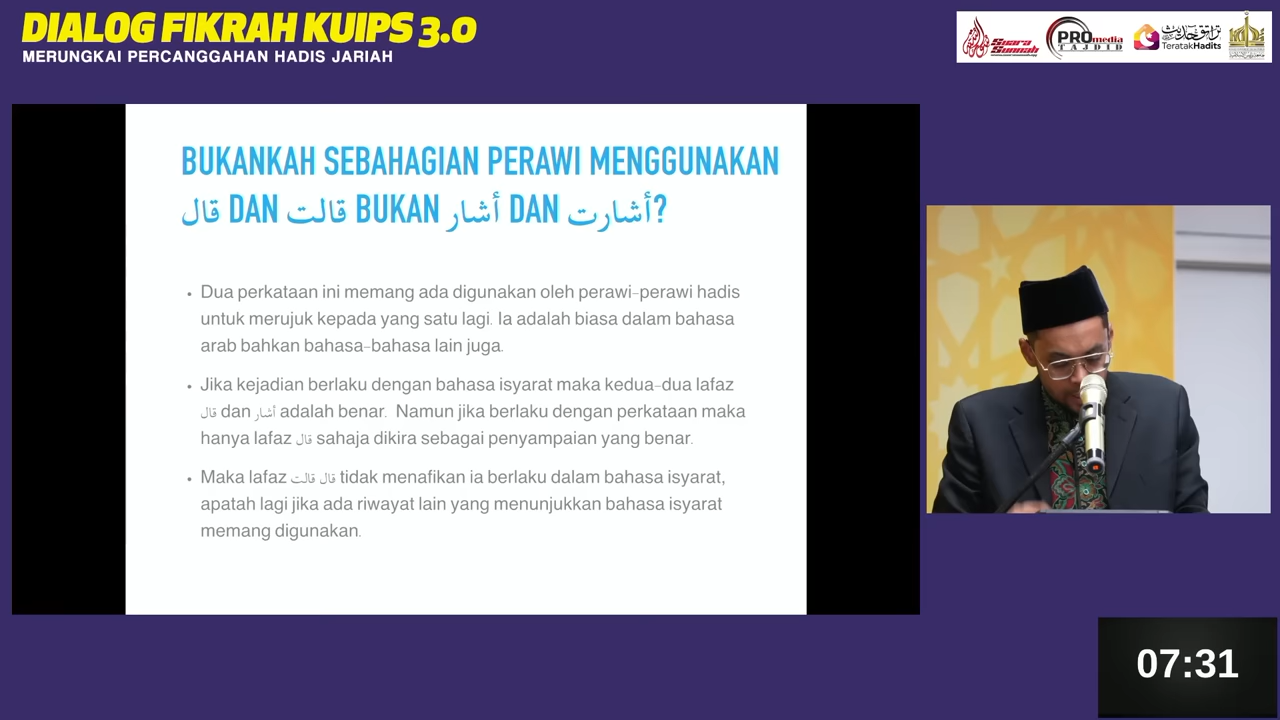 DIALOG FIKRAH KUIPS 3.0
MERUNGKAI PERCANGGAHAN HADIS JARIAH
Suara Sunnah
PROmedia
TAJDID
TeratakHadits
BUKANKAH SEBAHAGIAN PERAWI MENGGUNAKAN
قال DAN قالت BUKAN أشار DAN أشارت?
• Dua perkataan ini memang ada digunakan oleh perawi-perawi hadis
untuk merujuk kepada yang satu lagi. Ia adalah biasa dalam bahasa
arab bahkan bahasa-bahasa lain juga.
• Jika kejadian berlaku dengan bahasa isyarat maka kedua-dua lafaz
قال dan أشار adalah benar. Namun jika berlaku dengan perkataan maka
hanya lafaz قال sahaja dikira sebagai penyampaian yang benar.
• Maka lafaz قال قالت tidak menafikan ia berlaku dalam bahasa isyarat,
apatah lagi jika ada riwayat lain yang menunjukkan bahasa isyarat
memang digunakan.
07:31